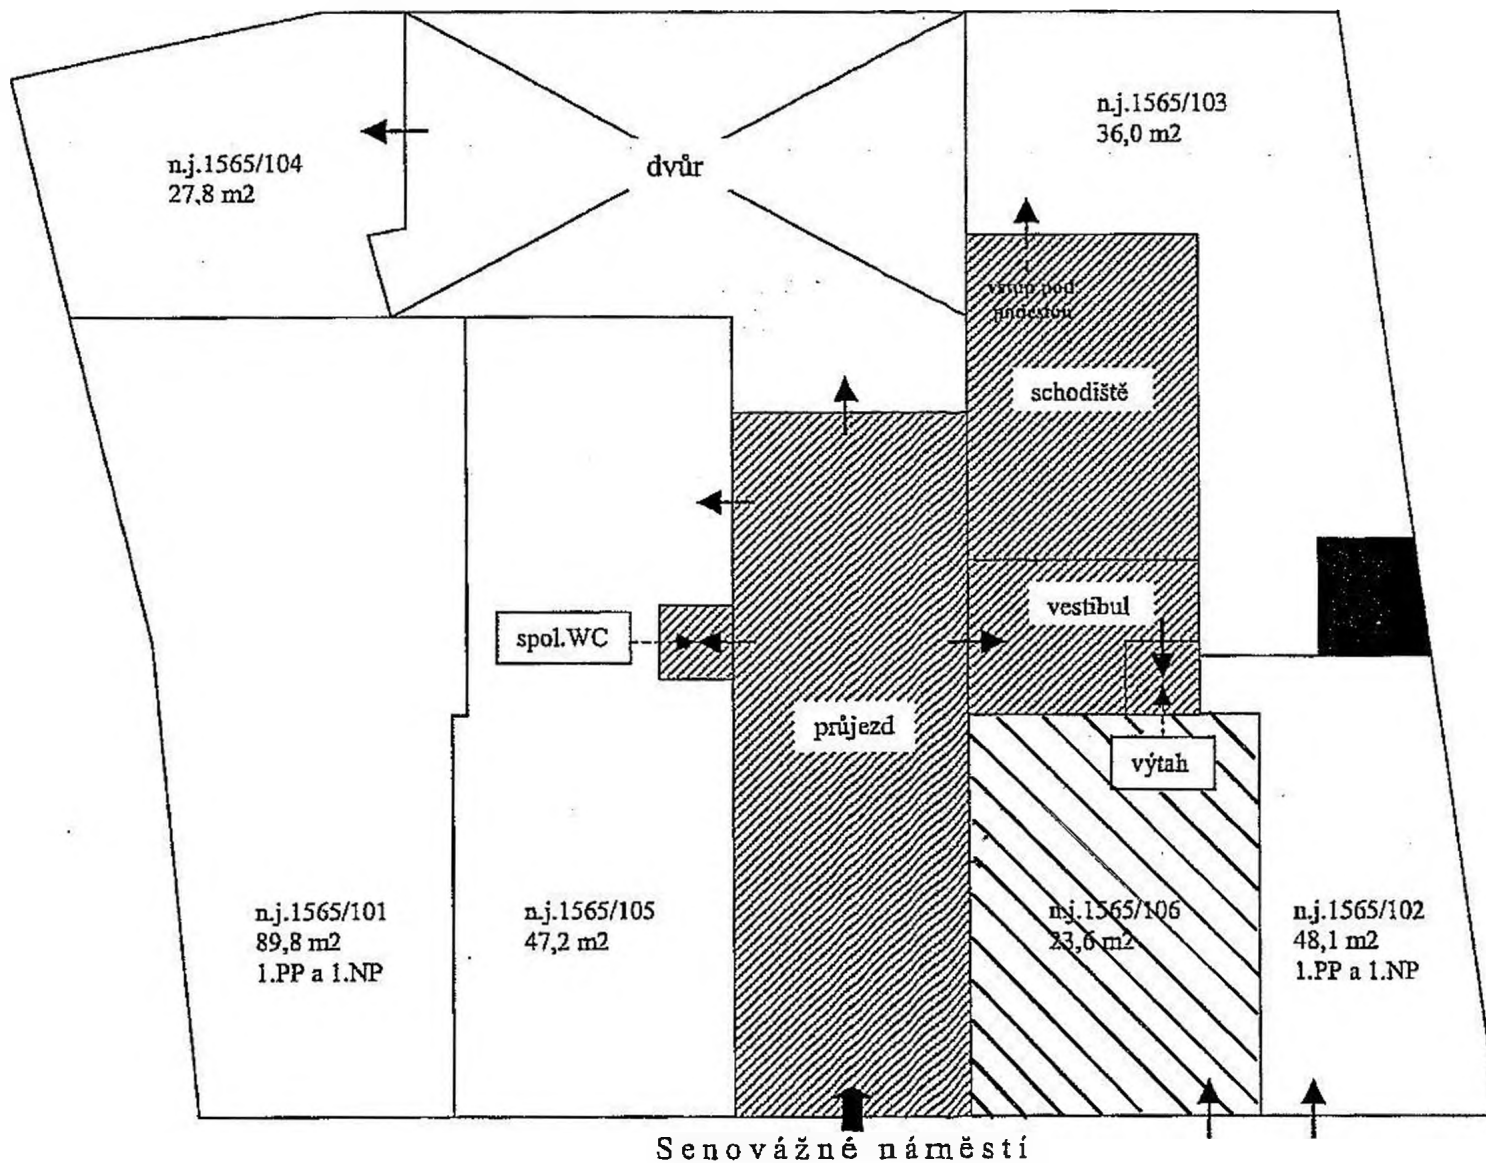 n.j.1565/103
36,0 m2
n.j.1565/104
27,8 m2
dvůr
vstup pod
schodiště
vestibul
spol.WC
průjezd
výtah
n.j.1565/101
89,8 m2
1.PP a 1.NP
n.j.1565/105
47,2 m2
n.j.1565/106
23,6 m2
n.j.1565/102
48,1 m2
1.PP a 1.NP
Senovážné náměstí